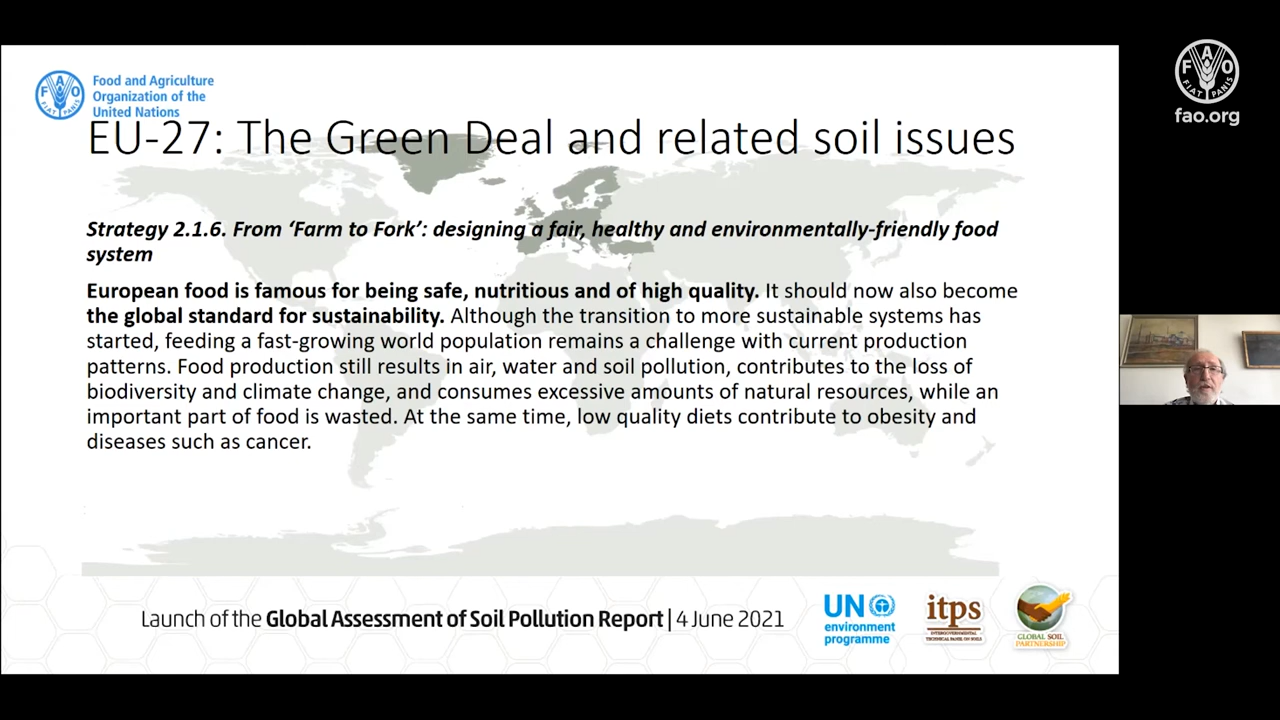 Food and Agriculture
Organization of the
United Nations
FAO
FIAT PANIS
EU-27: The Green Deal and related soil issues
Strategy 2.1.6. From ‘Farm to Fork’: designing a fair, healthy and environmentally-friendly food
system
European food is famous for being safe, nutritious and of high quality. It should now also become
the global standard for sustainability. Although the transition to more sustainable systems has
started, feeding a fast-growing world population remains a challenge with current production
patterns. Food production still results in air, water and soil pollution, contributes to the loss of
biodiversity and climate change, and consumes excessive amounts of natural resources, while an
important part of food is wasted. At the same time, low quality diets contribute to obesity and
diseases such as cancer.
Launch of the Global Assessment of Soil Pollution Report | 4 June 2021
UN
environment
programme
itps
INTERGOVERNMENTAL
TECHNICAL PANEL ON SOILS
GLOBAL SOIL
PARTNERSHIP
FAO
FIAT PANIS
fao.org